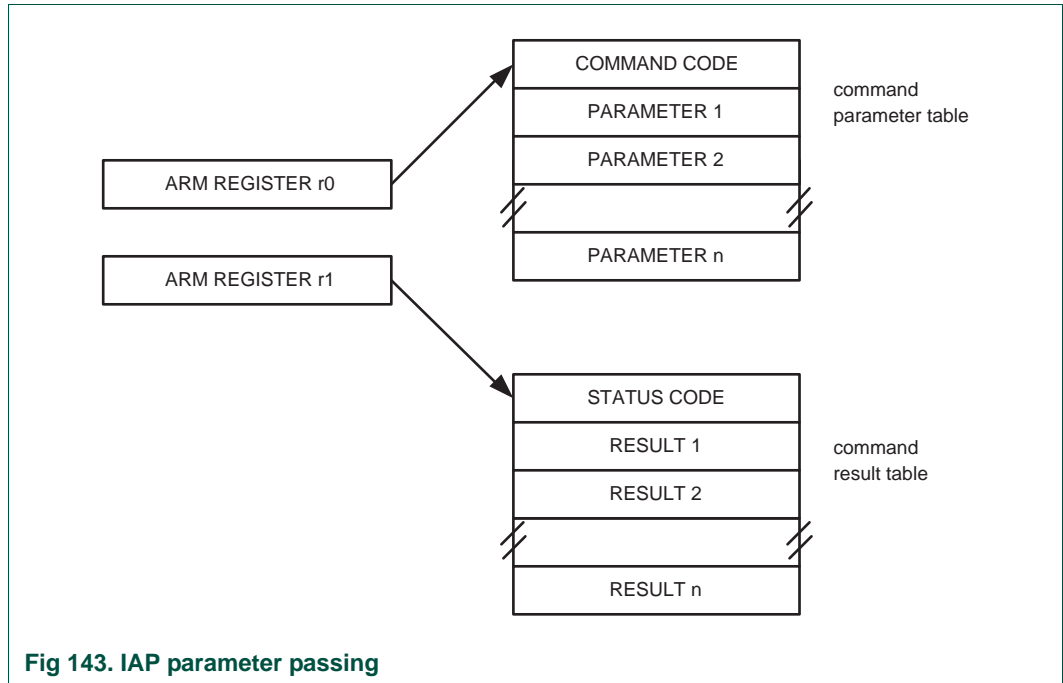 COMMAND CODE
PARAMETER 1
PARAMETER 2
PARAMETER n
command
parameter table
ARM REGISTER r0
ARM REGISTER r1
STATUS CODE
RESULT 1
RESULT 2
RESULT n
command
result table
Fig 143. IAP parameter passing